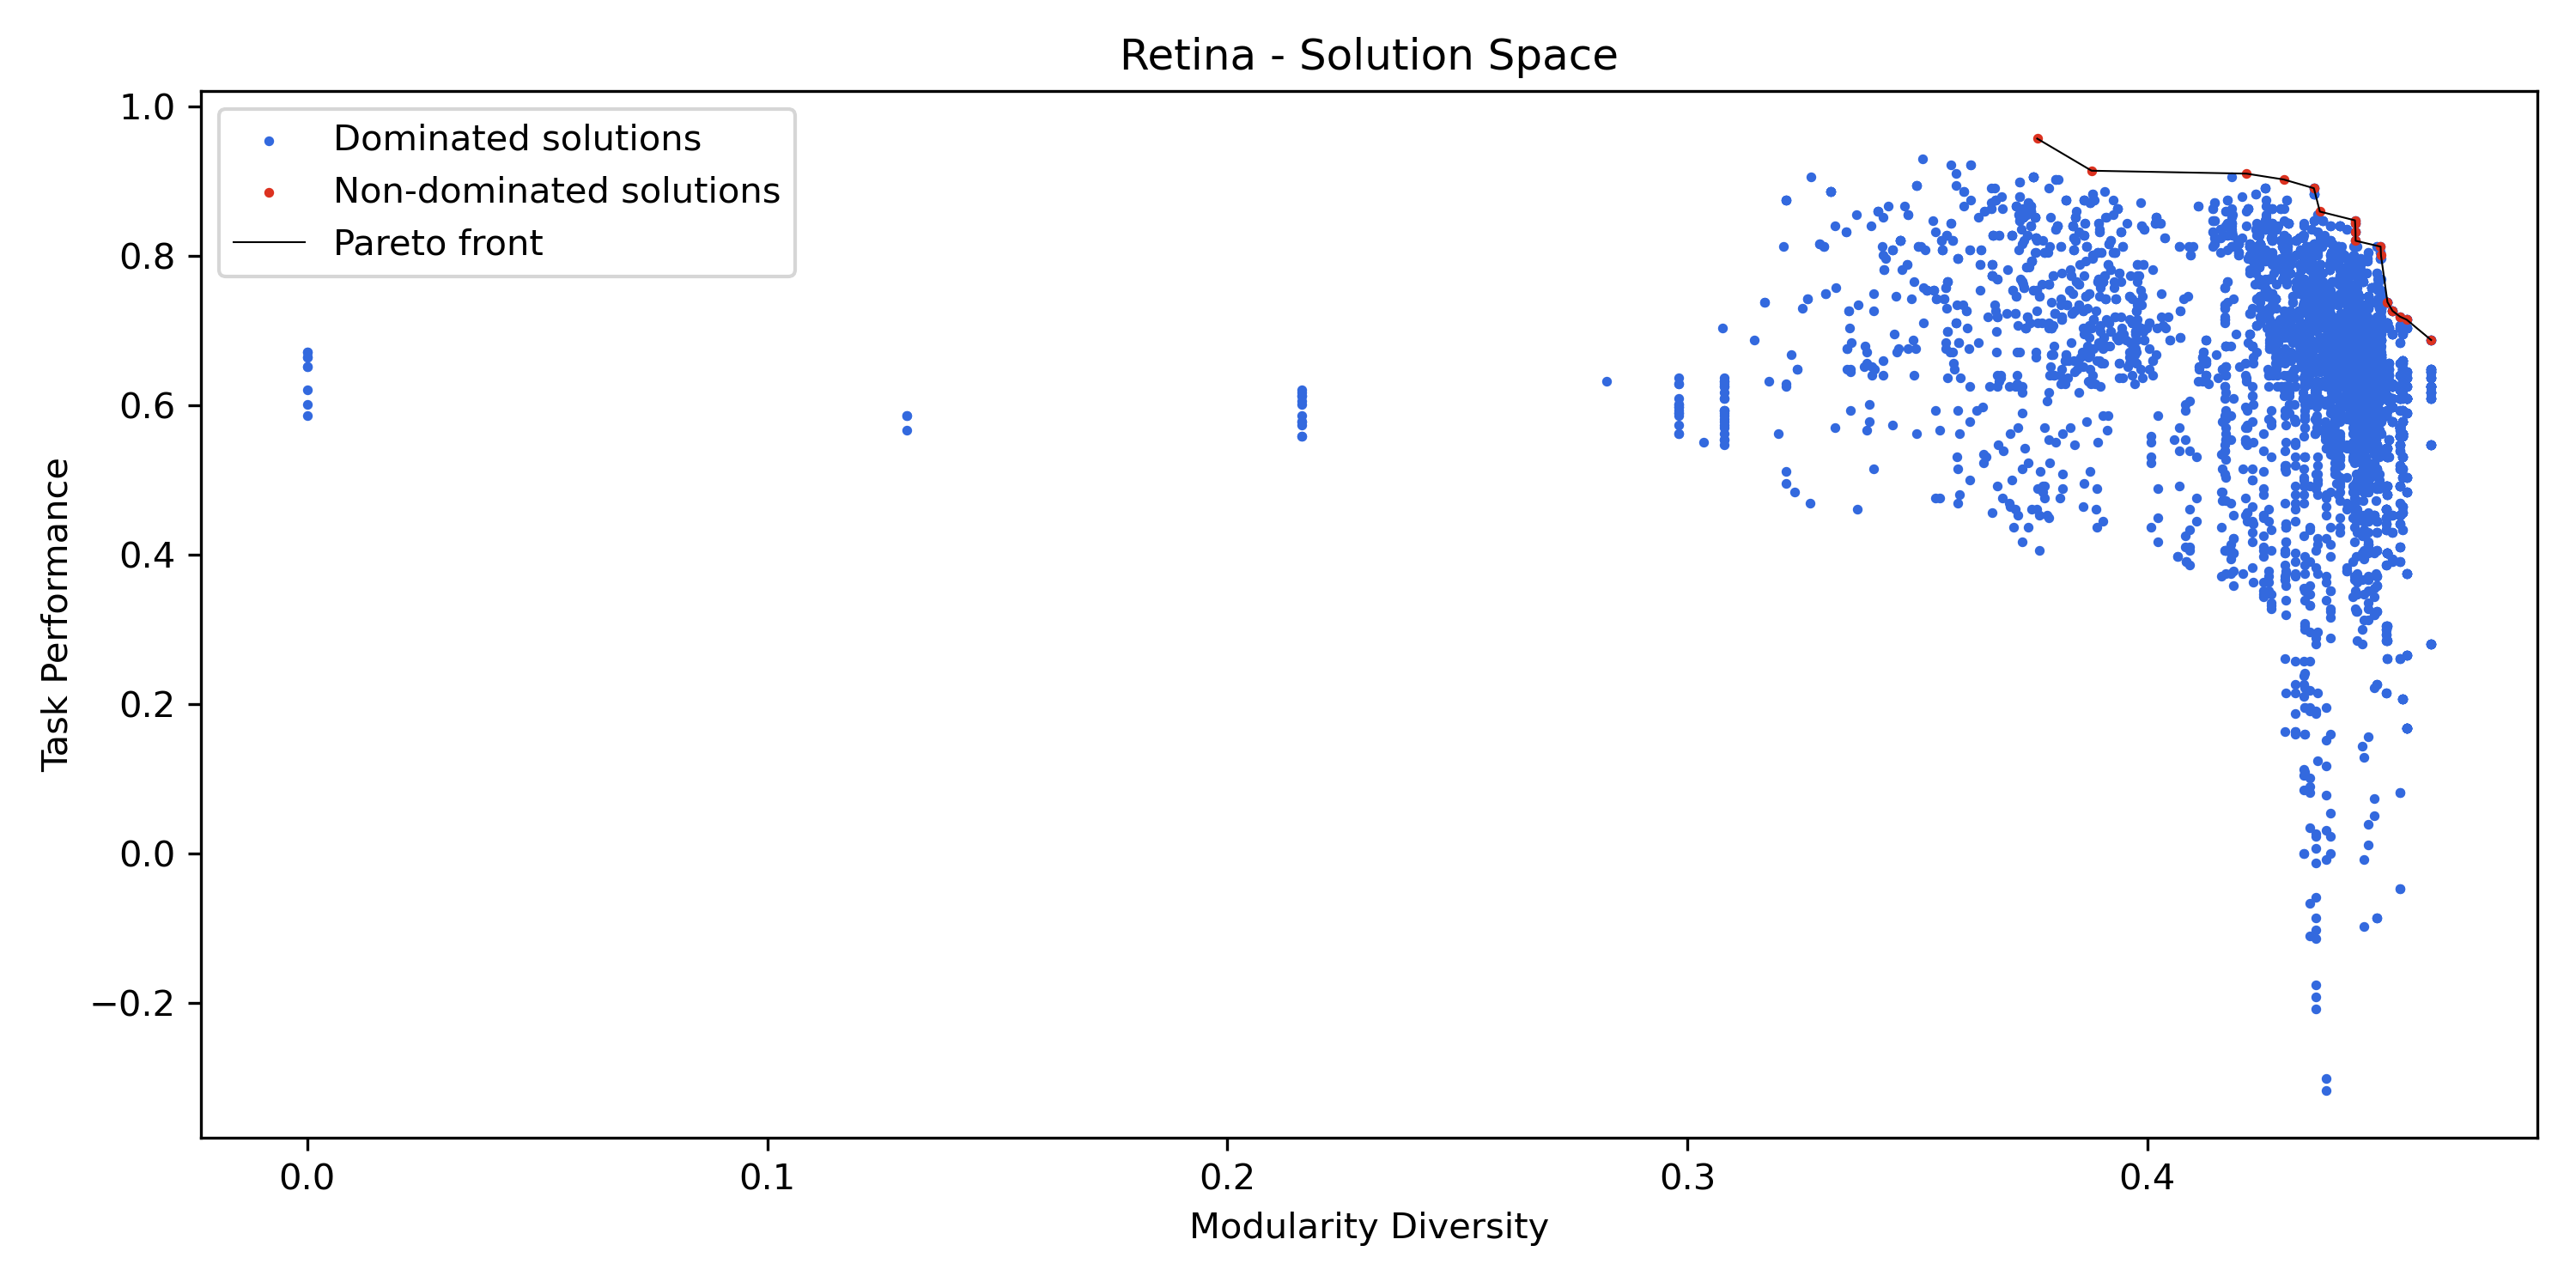 Retina - Solution Space
1.0
0.8
0.6
0.4
0.2
0.0
−0.2
Task Performance
Dominated solutions
Non-dominated solutions
Pareto front
0.0 0.1 0.2 0.3 0.4
Modularity Diversity